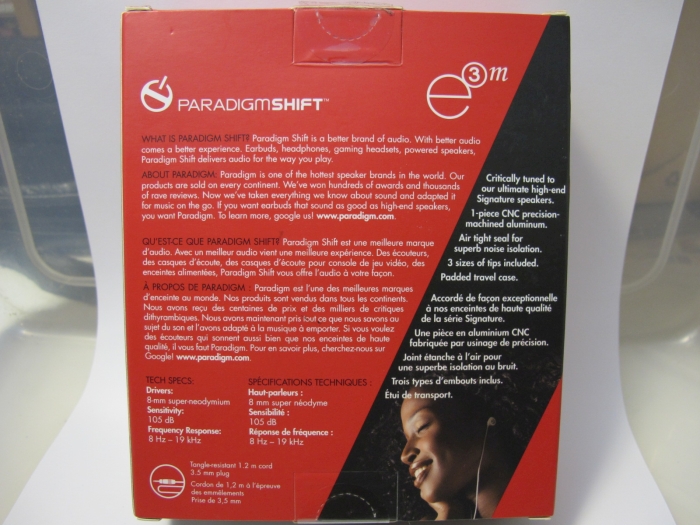 PARADIGMSHIFT™
e3m
WHAT IS PARADIGM SHIFT? Paradigm Shift is a better brand of audio. With better audio
comes a better experience. Earbuds, headphones, gaming headsets, powered speakers,
Paradigm Shift delivers audio for the way you play.
ABOUT PARADIGM: Paradigm is one of the hottest speaker brands in the world. Our
products are sold on every continent. We've won hundreds of awards and thousands
of rave reviews. Now we've taken everything we know about sound and adapted it
for music on the go. If you want earbuds that sound as good as high-end speakers,
you want Paradigm. To learn more, google us! www.paradigm.com.
QU'EST-CE QUE PARADIGM SHIFT? Paradigm Shift est une meilleure marque
d'audio. Avec un meilleur audio vient une meilleure expérience. Des écouteurs,
des casques d'écoute, des casques d'écoute pour console de jeu vidéo, des
enceintes alimentées, Paradigm Shift vous offre l'audio à votre façon.
À PROPOS DE PARADIGM : Paradigm est l'une des meilleures marques
d'enceinte au monde. Nos produits sont vendus dans tous les continents.
Nous avons reçu des centaines de prix et des milliers de critiques
dithyrambiques. Nous avons maintenant pris tout ce que nous savons au
sujet du son et l'avons adapté à la musique à emporter. Si vous voulez
des écouteurs qui sonnent aussi bien que nos enceintes de haute
qualité, il vous faut Paradigm. Pour en savoir plus, cherchez-nous sur
Google! www.paradigm.com.
Critically tuned to
our ultimate high-end
Signature speakers.
1-piece CNC precision-
machined aluminum.
Air tight seal for
superb noise isolation.
3 sizes of tips included.
Padded travel case.
Accordé de façon exceptionnelle
à nos enceintes de haute qualité
de la série Signature.
Une pièce en aluminium CNC
fabriquée par usinage de précision.
Joint étanche à l'air pour
une superbe isolation au bruit.
Trois types d'embouts inclus.
Étui de transport.
TECH SPECS:
Drivers:
8-mm super-neodymium
Sensitivity:
105 dB
Frequency Response:
8 Hz – 19 kHz
SPÉCIFICATIONS TECHNIQUES :
Haut-parleurs :
8 mm super néodyme
Sensibilité :
105 dB
Réponse de fréquence :
8 Hz – 19 kHz
Tangle-resistant 1.2 m cord
3.5 mm plug
Cordon de 1,2 m à l'épreuve
des emmêlements
Prise de 3,5 mm